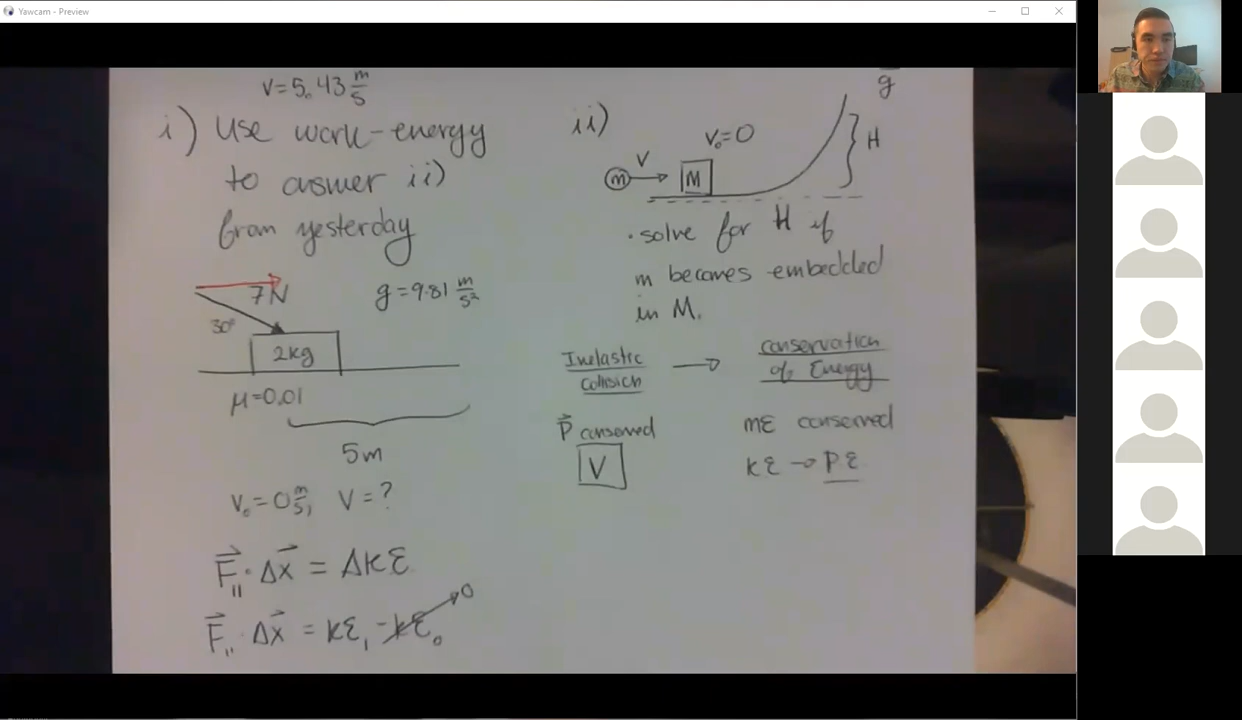 Yawcam - Preview
V=5.43 m/s
i) Use work-energy
to answer ii)
from yesterday
7N
g=9.81 m/s²
30°
2kg
μ=0.01
5m
V₀=0 m/s, V=?
F⃗∥·Δx⃗ = ΔKE
F⃗∥·Δx⃗ = KE₁ - KE₀ → 0
g
ii)
V₀=0
V
m
M
H
·solve for H if
m becomes embedded
in M.
Inelastic
collision
→
conservation
of Energy
P⃗ conserved
V
ME conserved
KE → PE